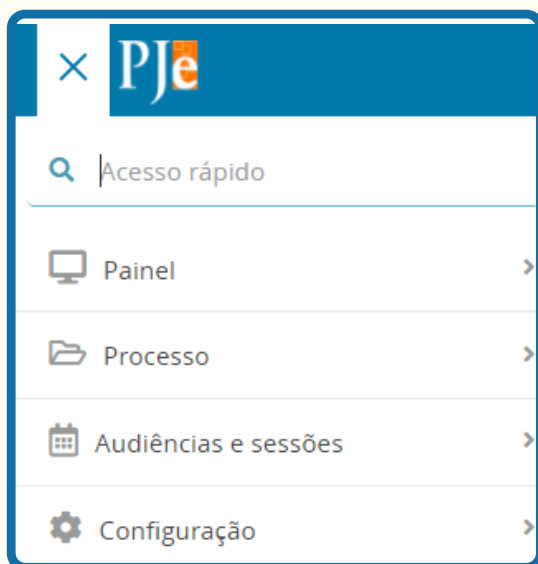 PJe
Acesso rápido
Painel
Processo
Audiências e sessões
Configuração